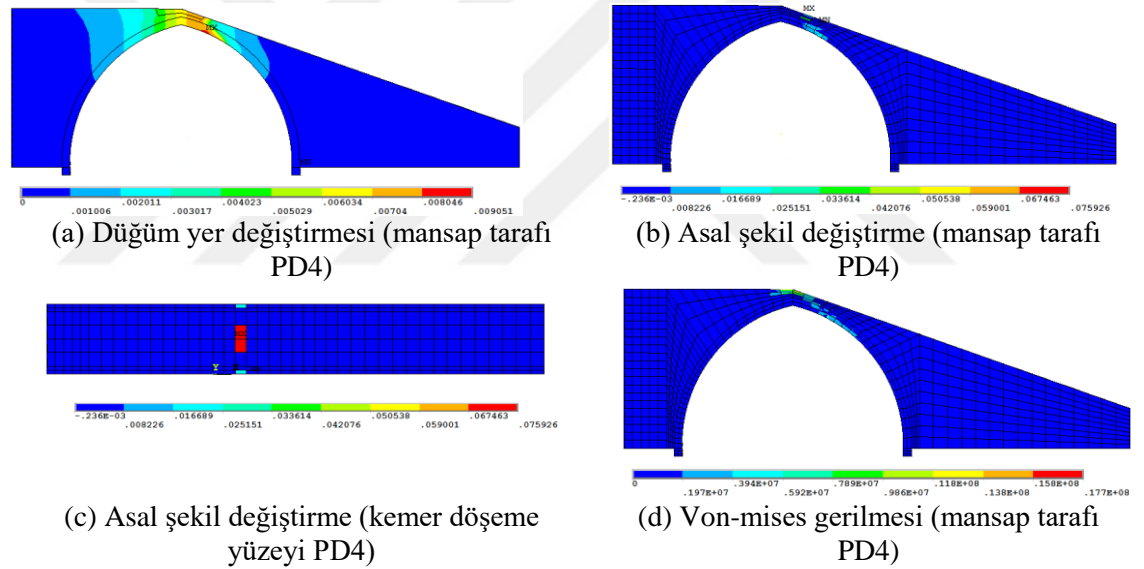 MX
MX
0
.001006
.002011
.003017
.004023
.005029
.006034
.00704
.008046
.009051
-.236E-03
.008226
.016689
.025151
.033614
.042076
.050538
.059001
.067463
.075926
(a) Düğüm yer değiştirmesi (mansap tarafı
PD4)
(b) Asal şekil değiştirme (mansap tarafı
PD4)
MX
Y
-.236E-03
.008226
.016689
.025151
.033614
.042076
.050538
.059001
.067463
.075926
0
.197E+07
.394E+07
.592E+07
.789E+07
.986E+07
.118E+08
.138E+08
.158E+08
.177E+08
(c) Asal şekil değiştirme (kemer döşeme
yüzeyi PD4)
(d) Von-mises gerilmesi (mansap tarafı
PD4)